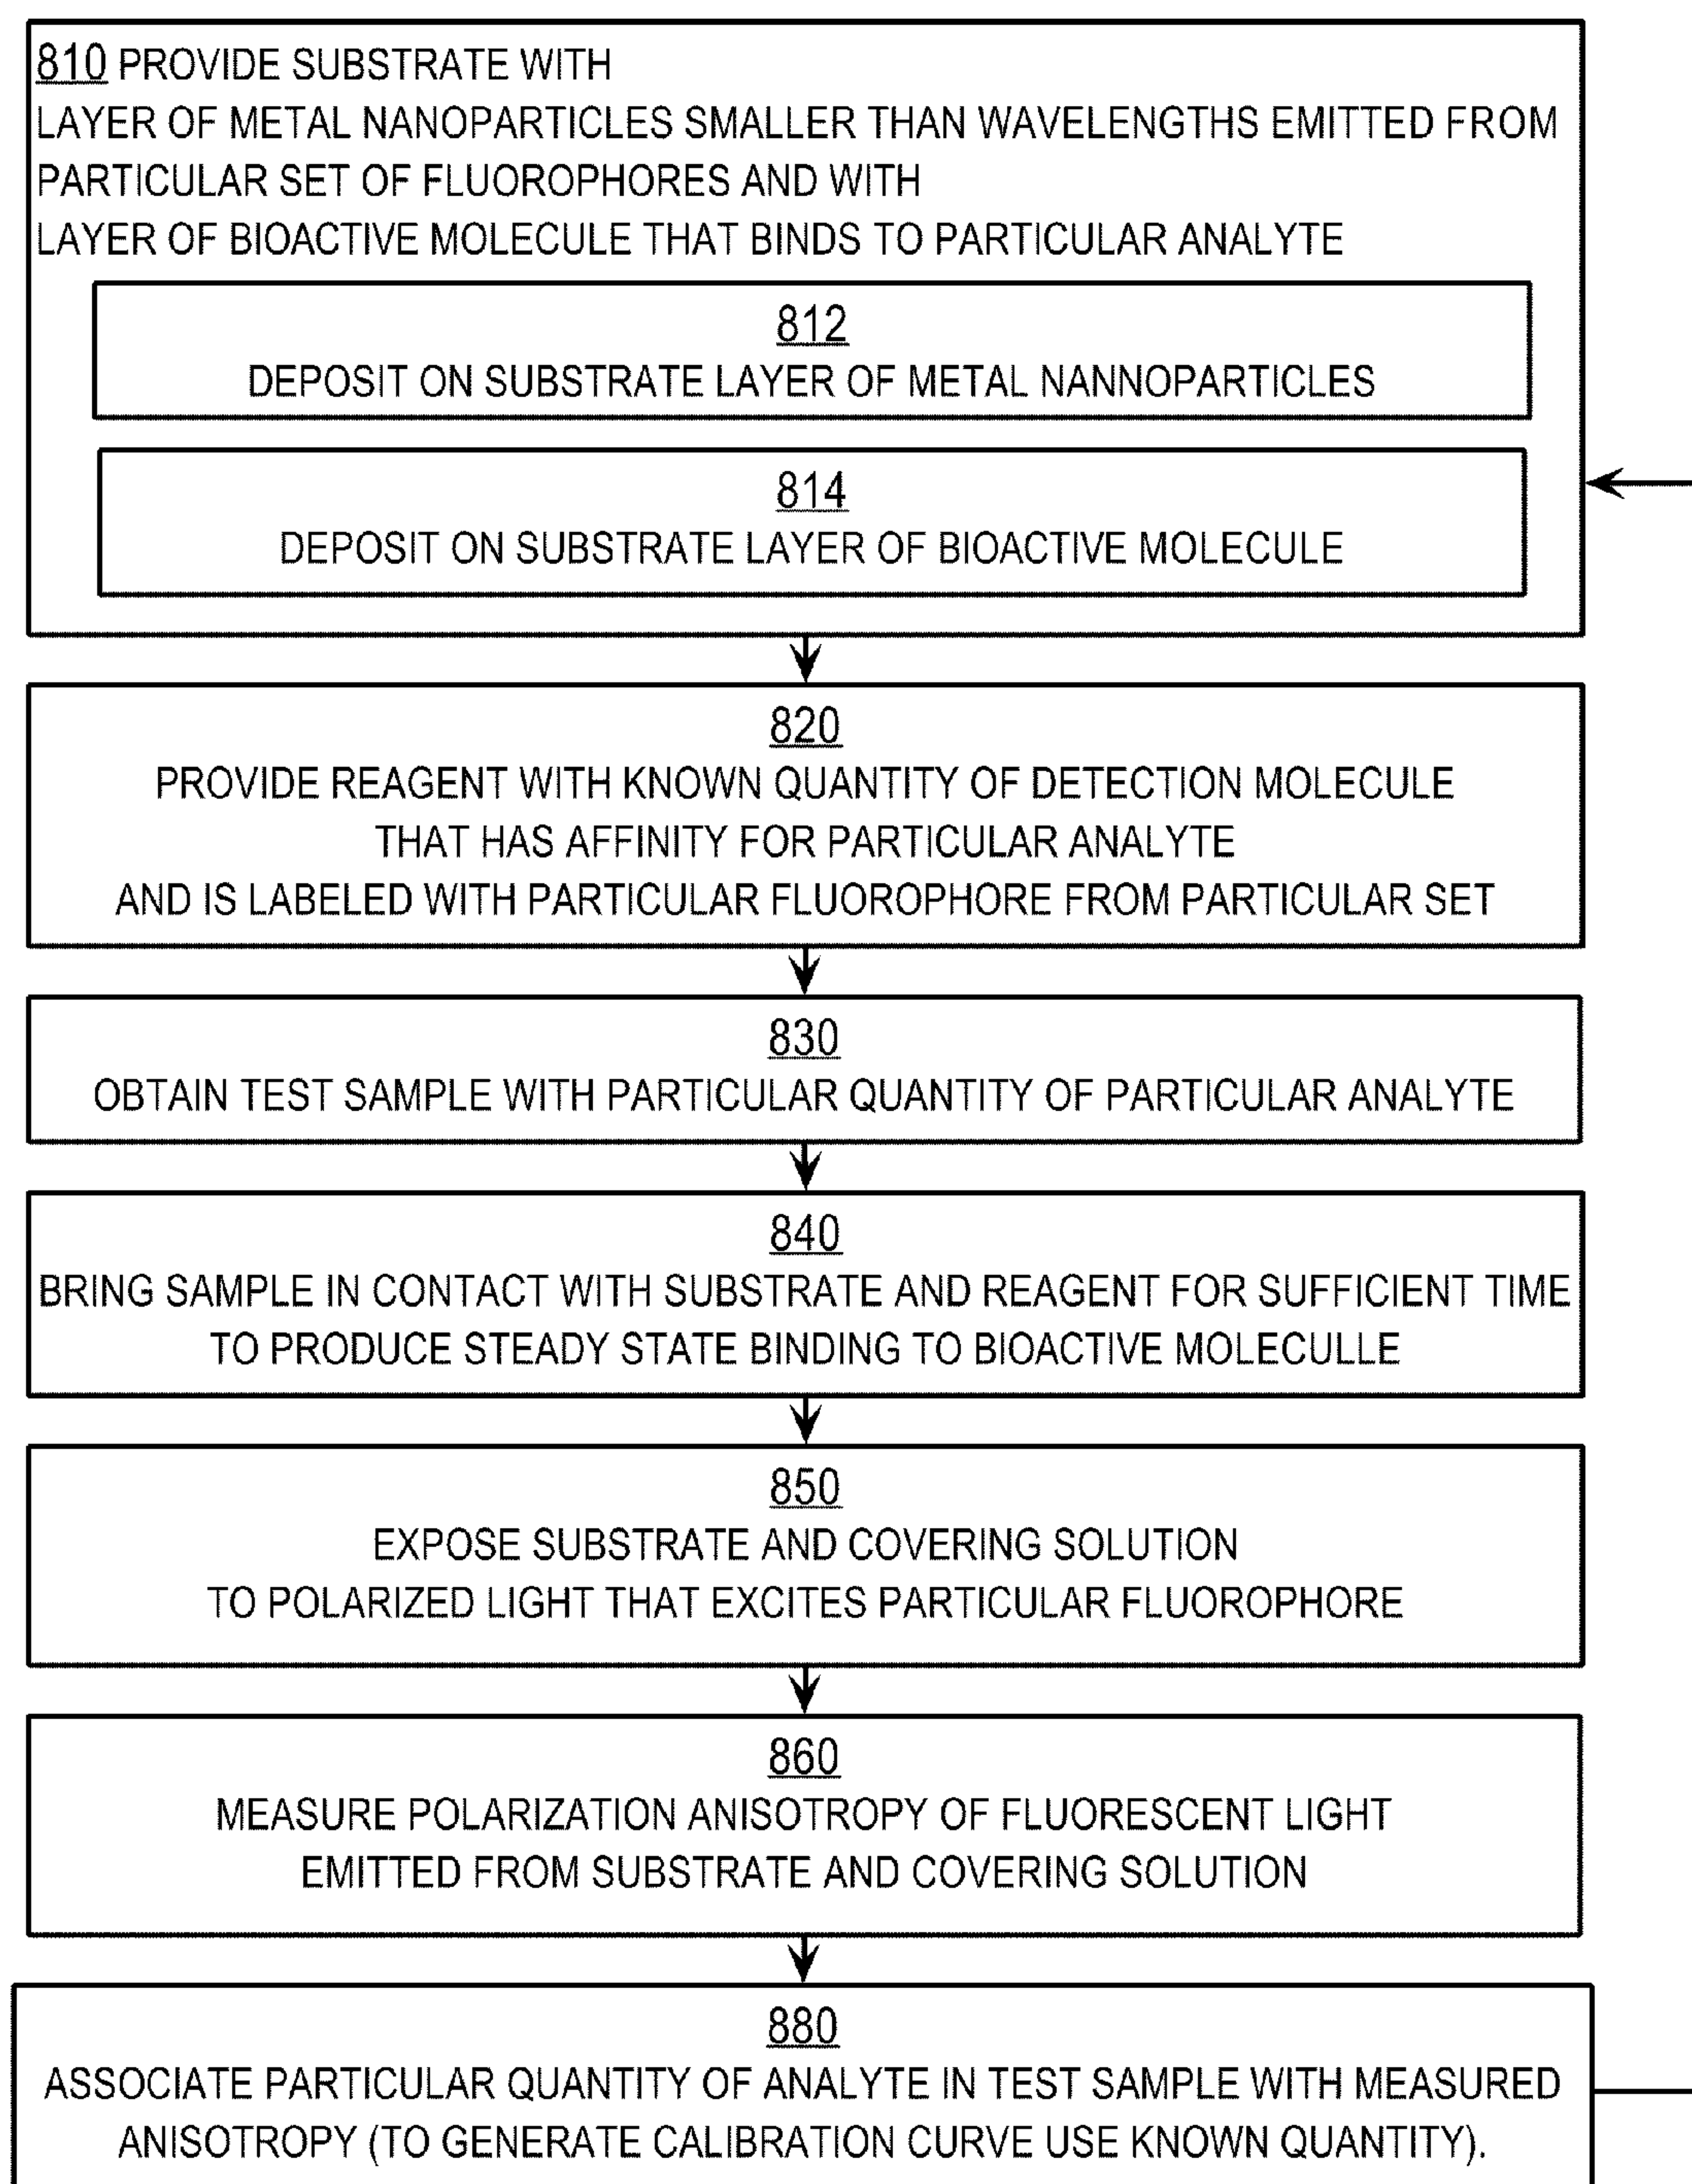 810 PROVIDE SUBSTRATE WITH
LAYER OF METAL NANOPARTICLES SMALLER THAN WAVELENGTHS EMITTED FROM
PARTICULAR SET OF FLUOROPHORES AND WITH
LAYER OF BIOACTIVE MOLECULE THAT BINDS TO PARTICULAR ANALYTE
812
DEPOSIT ON SUBSTRATE LAYER OF METAL NANNOPARTICLES
814
DEPOSIT ON SUBSTRATE LAYER OF BIOACTIVE MOLECULE
820
PROVIDE REAGENT WITH KNOWN QUANTITY OF DETECTION MOLECULE
THAT HAS AFFINITY FOR PARTICULAR ANALYTE
AND IS LABELED WITH PARTICULAR FLUOROPHORE FROM PARTICULAR SET
830
OBTAIN TEST SAMPLE WITH PARTICULAR QUANTITY OF PARTICULAR ANALYTE
840
BRING SAMPLE IN CONTACT WITH SUBSTRATE AND REAGENT FOR SUFFICIENT TIME
TO PRODUCE STEADY STATE BINDING TO BIOACTIVE MOLECULLE
850
EXPOSE SUBSTRATE AND COVERING SOLUTION
TO POLARIZED LIGHT THAT EXCITES PARTICULAR FLUOROPHORE
860
MEASURE POLARIZATION ANISOTROPY OF FLUORESCENT LIGHT
EMITTED FROM SUBSTRATE AND COVERING SOLUTION
880
ASSOCIATE PARTICULAR QUANTITY OF ANALYTE IN TEST SAMPLE WITH MEASURED
ANISOTROPY (TO GENERATE CALIBRATION CURVE USE KNOWN QUANTITY).